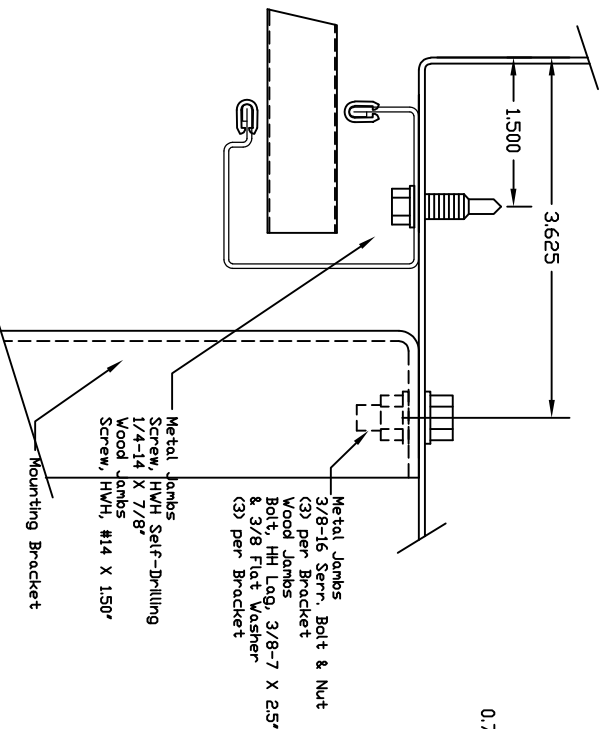 0.7
3.625
1.500
Metal Jambs
3/8-16 Serr. Bolt & Nut
(3) per Bracket
Wood Jambs
Bolt, HH Lag, 3/8-7 X 2.5"
& 3/8 Flat Washer
(3) per Bracket
Metal Jambs
Screw, HWH Self-Drilling
1/4-14 X 7/8"
Wood Jambs
Screw, HWH, #14 X 1.50"
Mounting Bracket